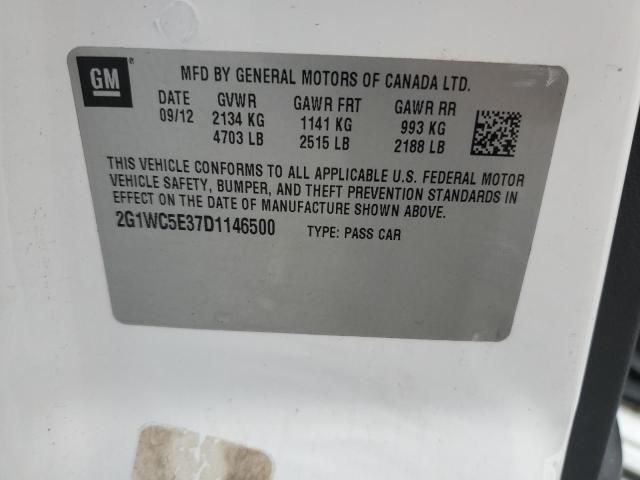 GM
MFD BY GENERAL MOTORS OF CANADA LTD.
DATE GVWR GAWR FRT GAWR RR
09/12 2134 KG 1141 KG 993 KG
4703 LB 2515 LB 2188 LB
THIS VEHICLE CONFORMS TO ALL APPLICABLE U.S. FEDERAL MOTOR
VEHICLE SAFETY, BUMPER, AND THEFT PREVENTION STANDARDS IN
EFFECT ON THE DATE OF MANUFACTURE SHOWN ABOVE.
2G1WC5E37D1146500 TYPE: PASS CAR